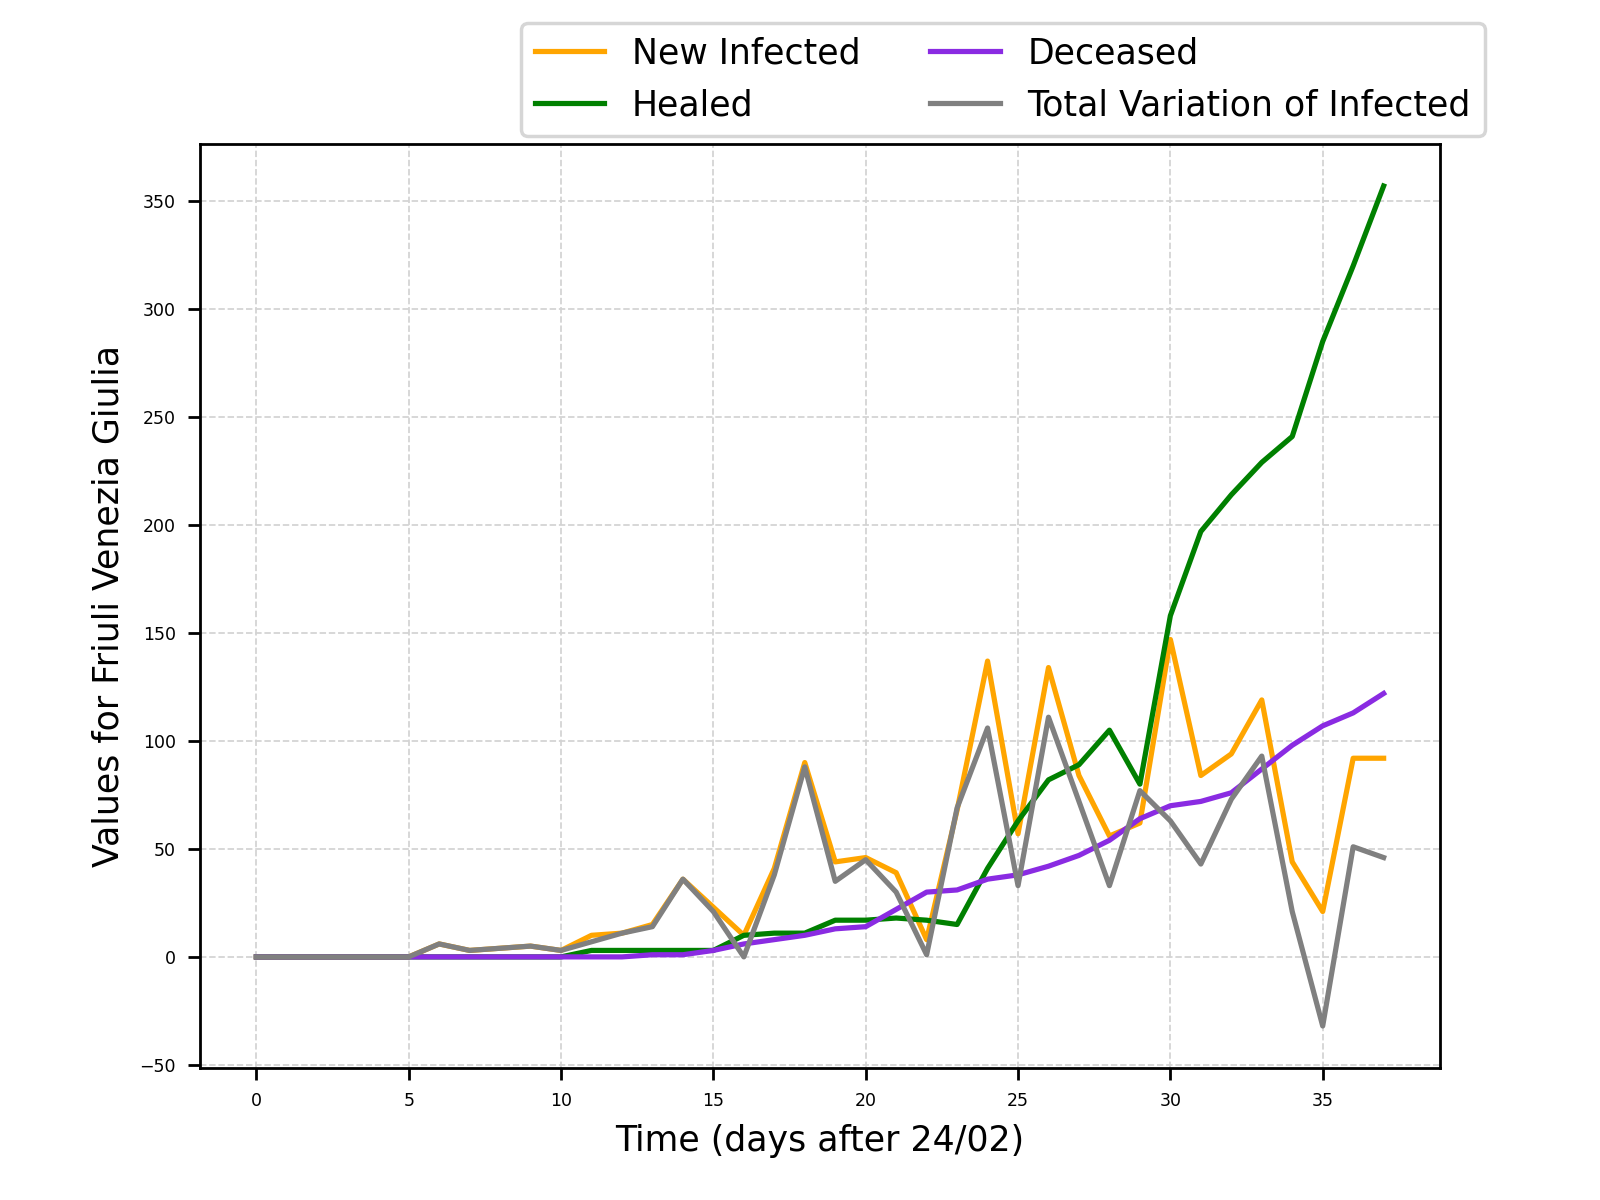 New Infected
Healed
Deceased
Total Variation of Infected
Values for Friuli Venezia Giulia
350
300
250
200
150
100
50
0
−50
0 5 10 15 20 25 30 35
Time (days after 24/02)